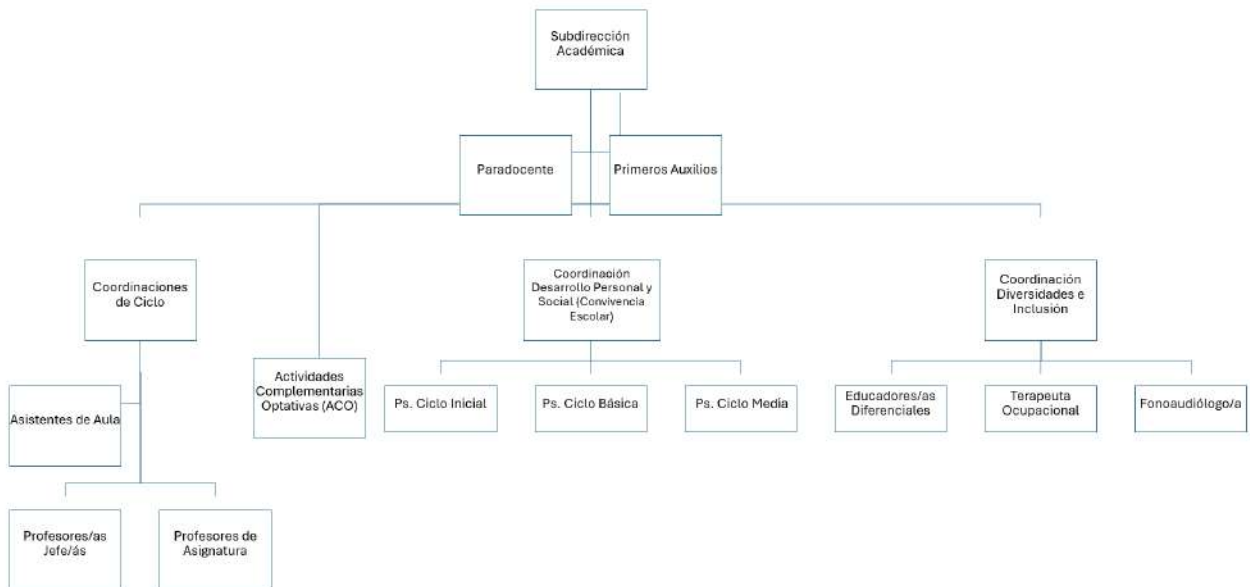 Subdirección
Académica
Paradocente
Primeros Auxilios
Coordinaciones
de Ciclo
Coordinación
Desarrollo Personal y
Social (Convivencia
Escolar)
Coordinación
Diversidades e
Inclusión
Asistentes de Aula
Actividades
Complementarias
Optativas (ACO)
Ps. Ciclo Inicial
Ps. Ciclo Básica
Ps. Ciclo Media
Educadores/as
Diferenciales
Terapeuta
Ocupacional
Fonoaudiólogo/a
Profesores/as
Jefe/ás
Profesores de
Asignatura